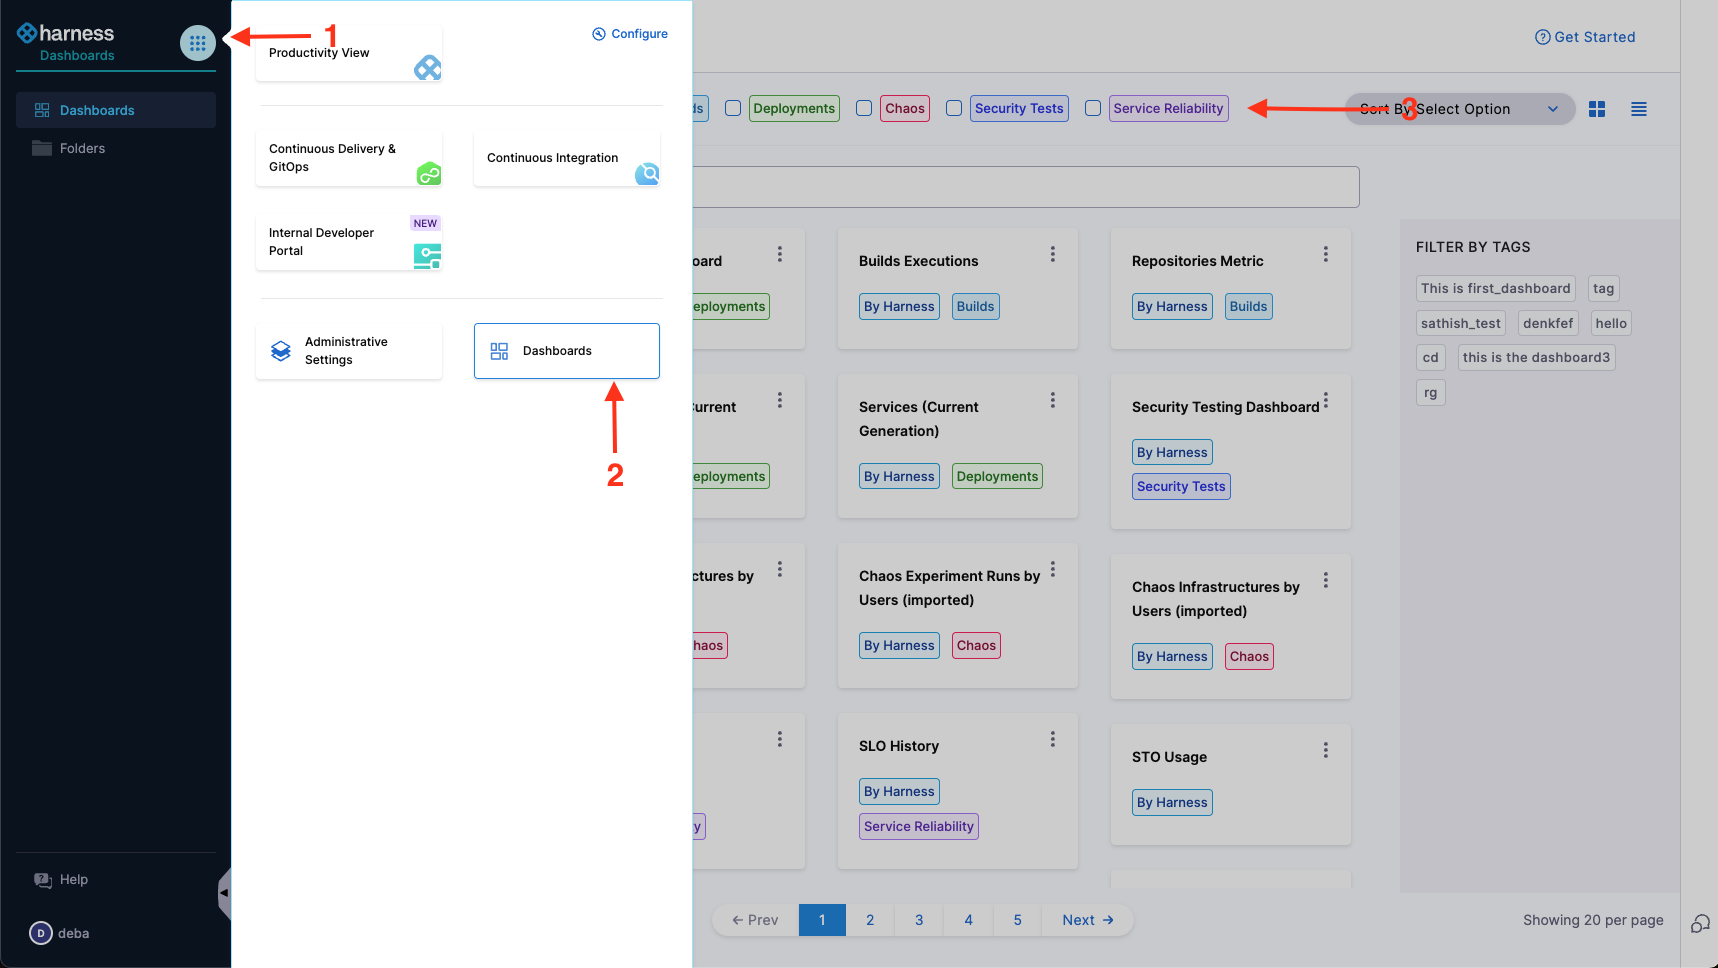 harness
Dashboards
Dashboards
Folders
Help
D
deba
1
Configure
Productivity View
Continuous Delivery &
GitOps
Continuous Integration
NEW
Internal Developer
Portal
Administrative
Settings
Dashboards
2
Get Started
ds
Deployments
Chaos
Security Tests
Service Reliability
Sort By Select Option
3
oard
eployments
Builds Executions
By Harness
Builds
Repositories Metric
By Harness
Builds
urrent
eployments
Services (Current
Generation)
By Harness
Deployments
Security Testing Dashboard
By Harness
Security Tests
ctures by
haos
Chaos Experiment Runs by
Users (imported)
By Harness
Chaos
Chaos Infrastructures by
Users (imported)
By Harness
Chaos
y
SLO History
By Harness
Service Reliability
STO Usage
By Harness
FILTER BY TAGS
This is first_dashboard
tag
sathish_test
denkfef
hello
cd
this is the dashboard3
rg
Prev
1
2
3
4
5
Next
Showing 20 per page